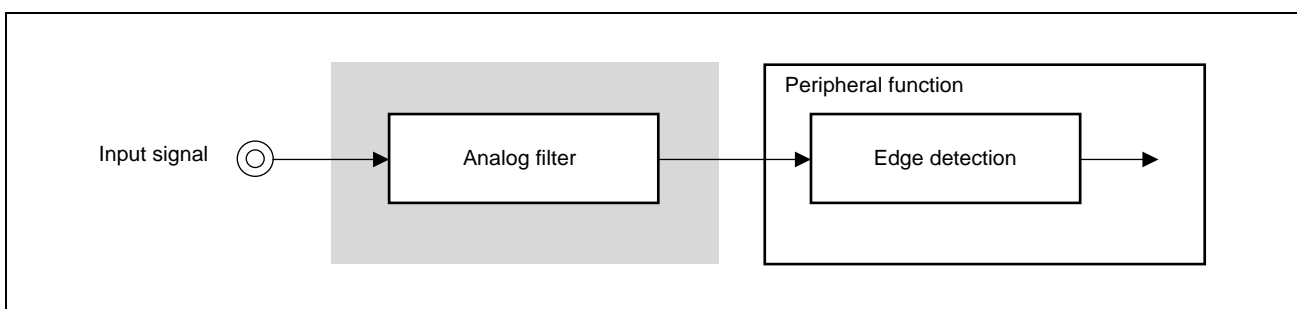 Peripheral function
Input signal
Analog filter
Edge detection